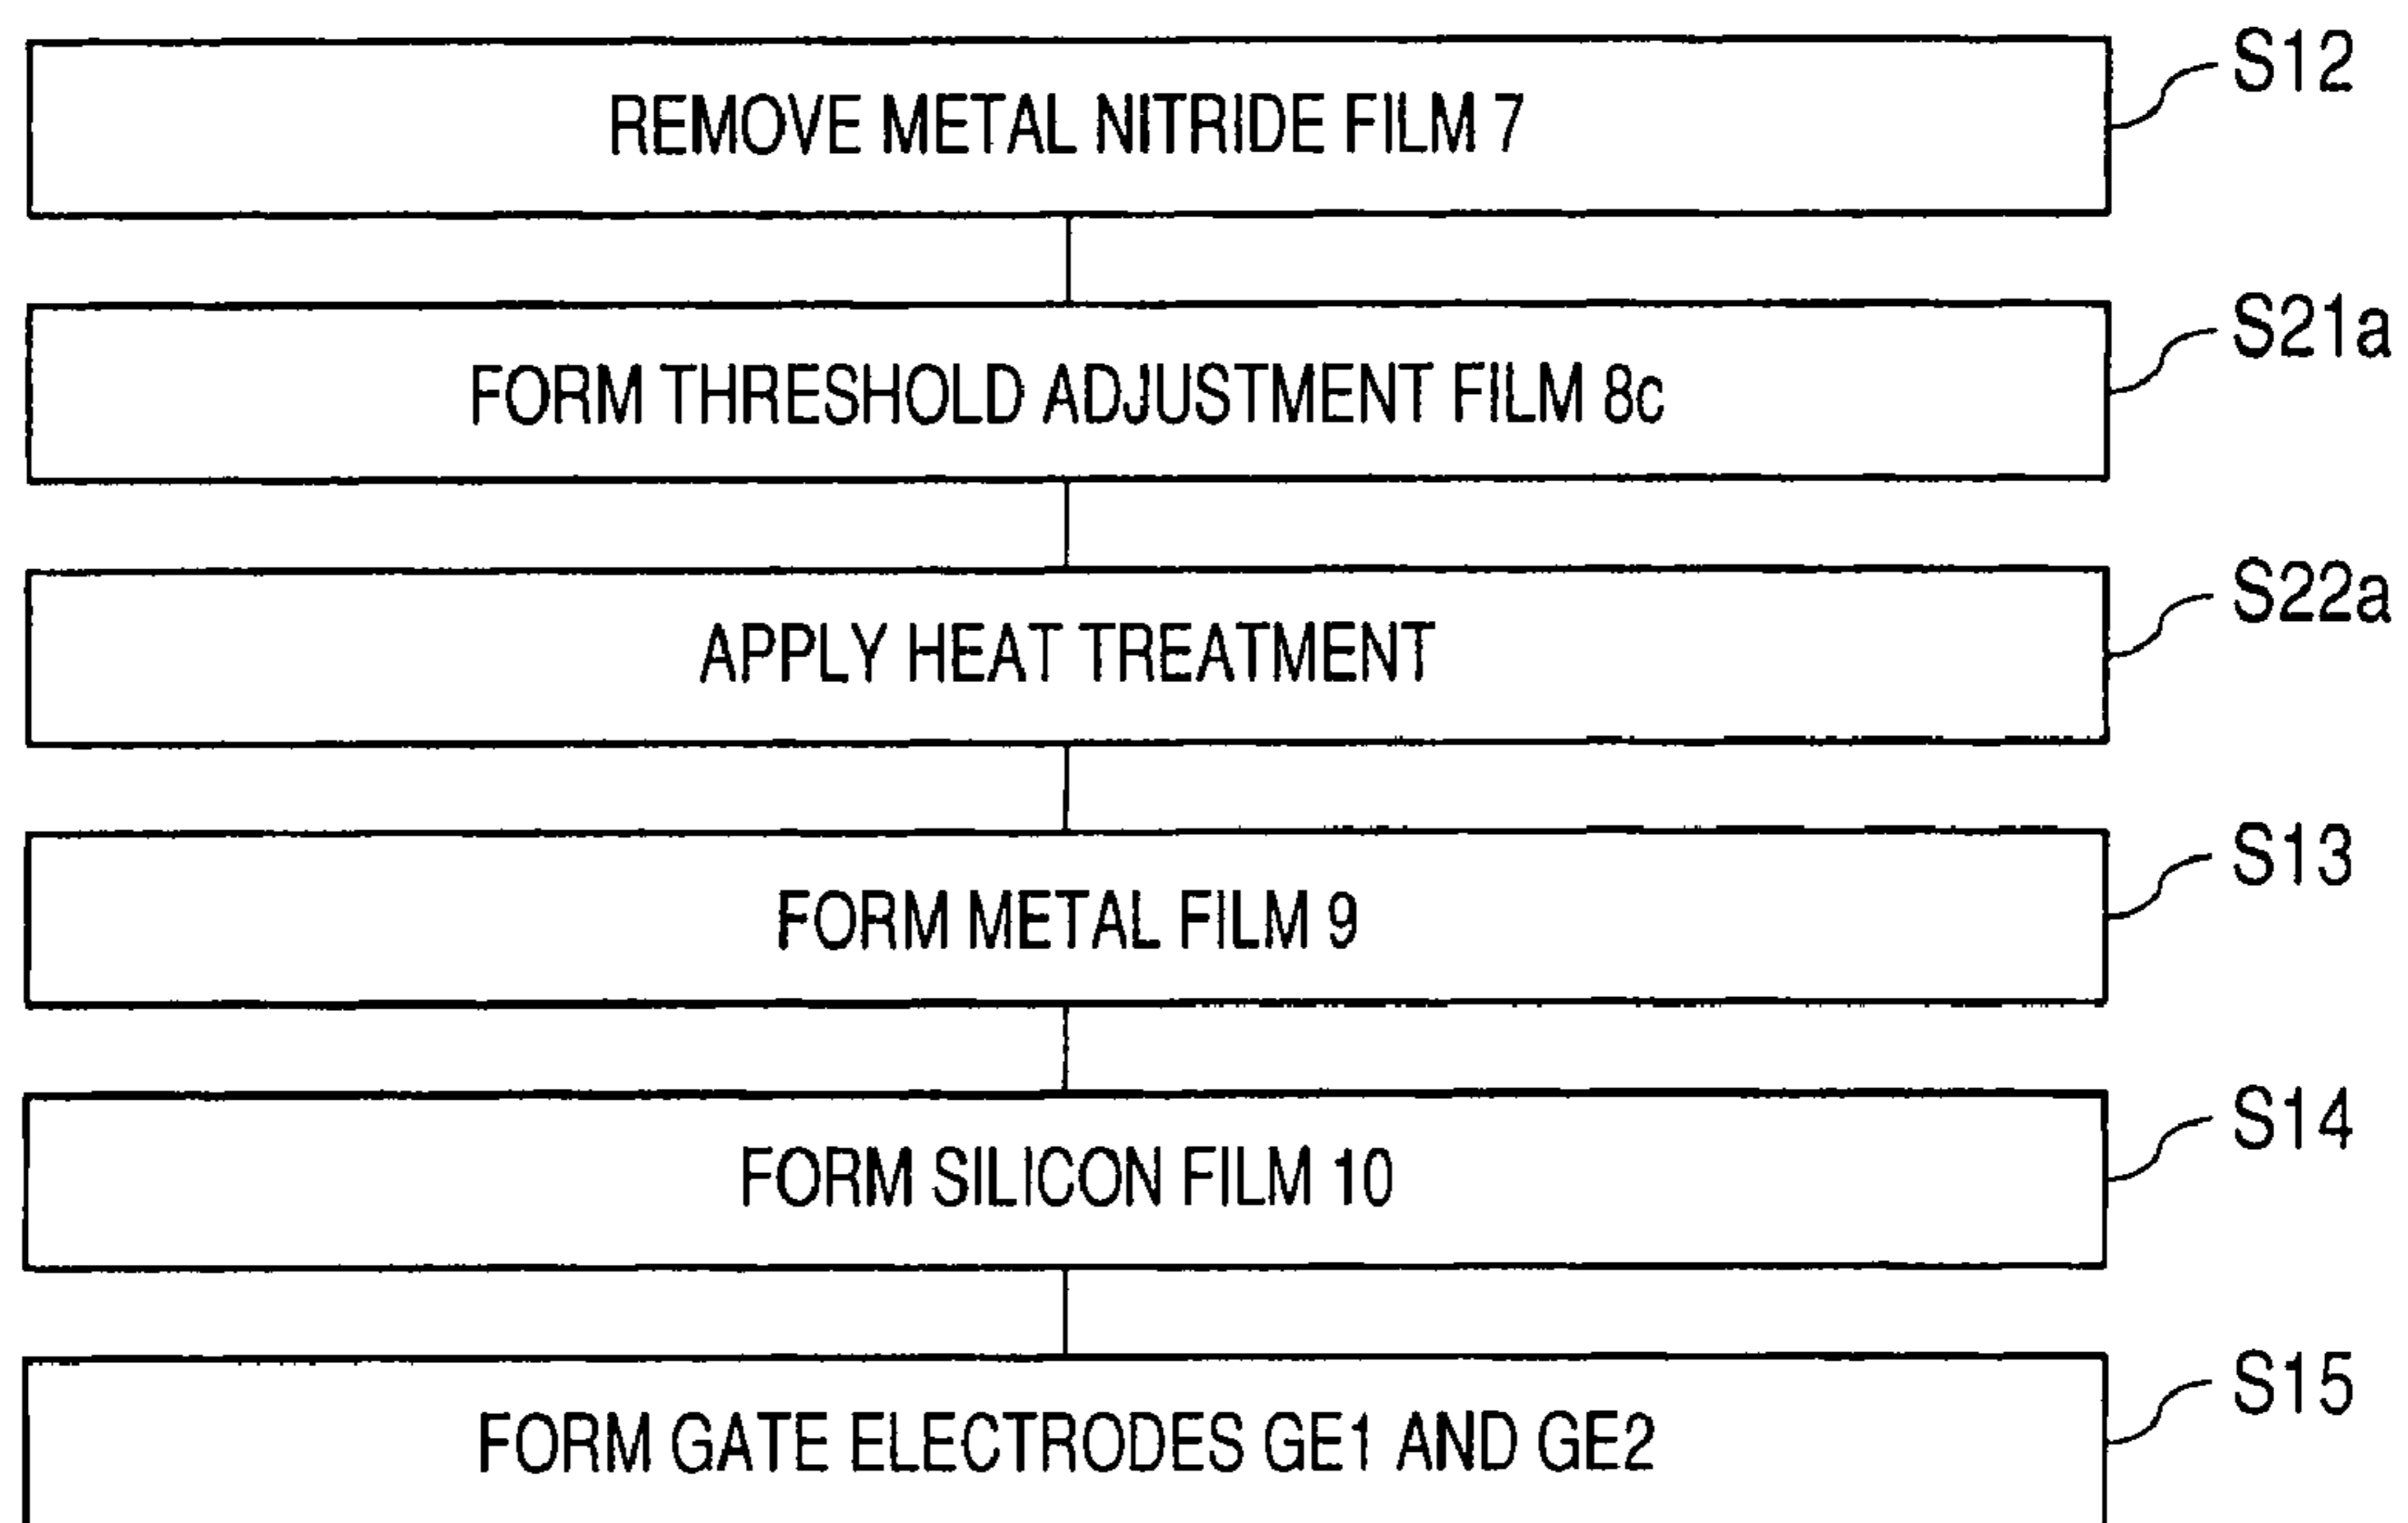 REMOVE METAL NITRIDE FILM 7
S12
FORM THRESHOLD ADJUSTMENT FILM 8c
S21a
APPLY HEAT TREATMENT
S22a
FORM METAL FILM 9
S13
FORM SILICON FILM 10
S14
FORM GATE ELECTRODES GE1 AND GE2
S15